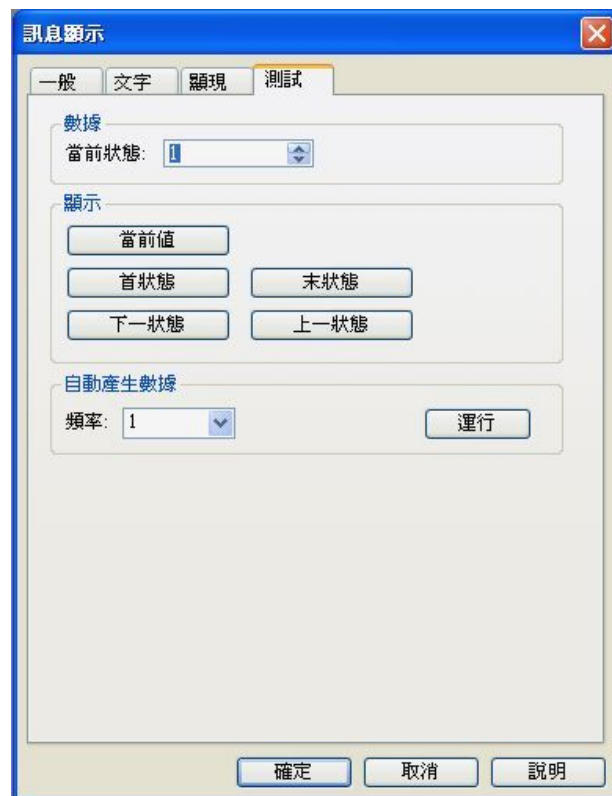 訊息顯示
一般 文字 顯現 測試
數據
當前狀態: 1
顯示
當前值
首狀態 末狀態
下一狀態 上一狀態
自動產生數據
頻率: 1 運行
確定 取消 說明